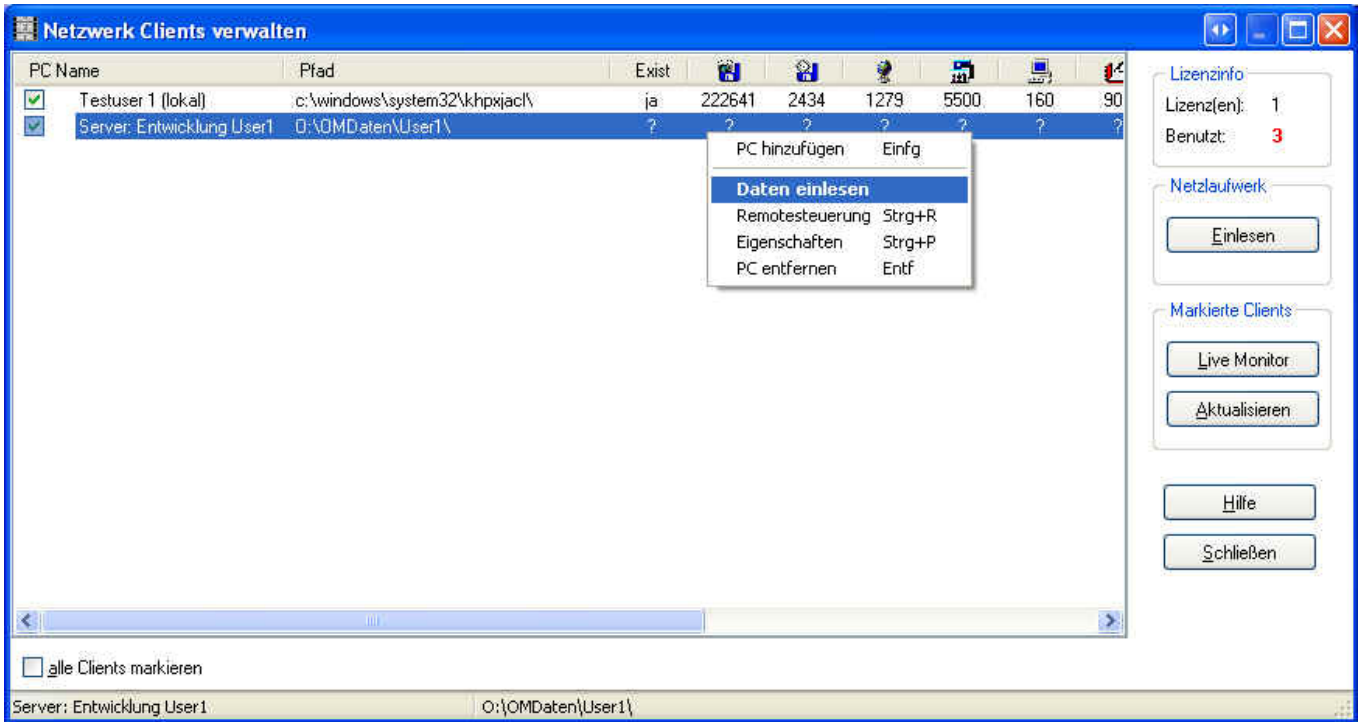 Netzwerk Clients verwalten
PC Name Pfad Exist
Testuser 1 (lokal) c:\windows\system32\khpxjacl\ ja 222641 2434 1279 5500 160 90
Server: Entwicklung User1 O:\OMDaten\User1\ ? ? ? ? ? ? ?
PC hinzufügen Einfg
Daten einlesen
Remotesteuerung Strg+R
Eigenschaften Strg+P
PC entfernen Entf
Lizenzinfo
Lizenz(en): 1
Benutzt: 3
Netzlaufwerk
Einlesen
Markierte Clients
Live Monitor
Aktualisieren
Hilfe
Schließen
alle Clients markieren
Server: Entwicklung User1 O:\OMDaten\User1\